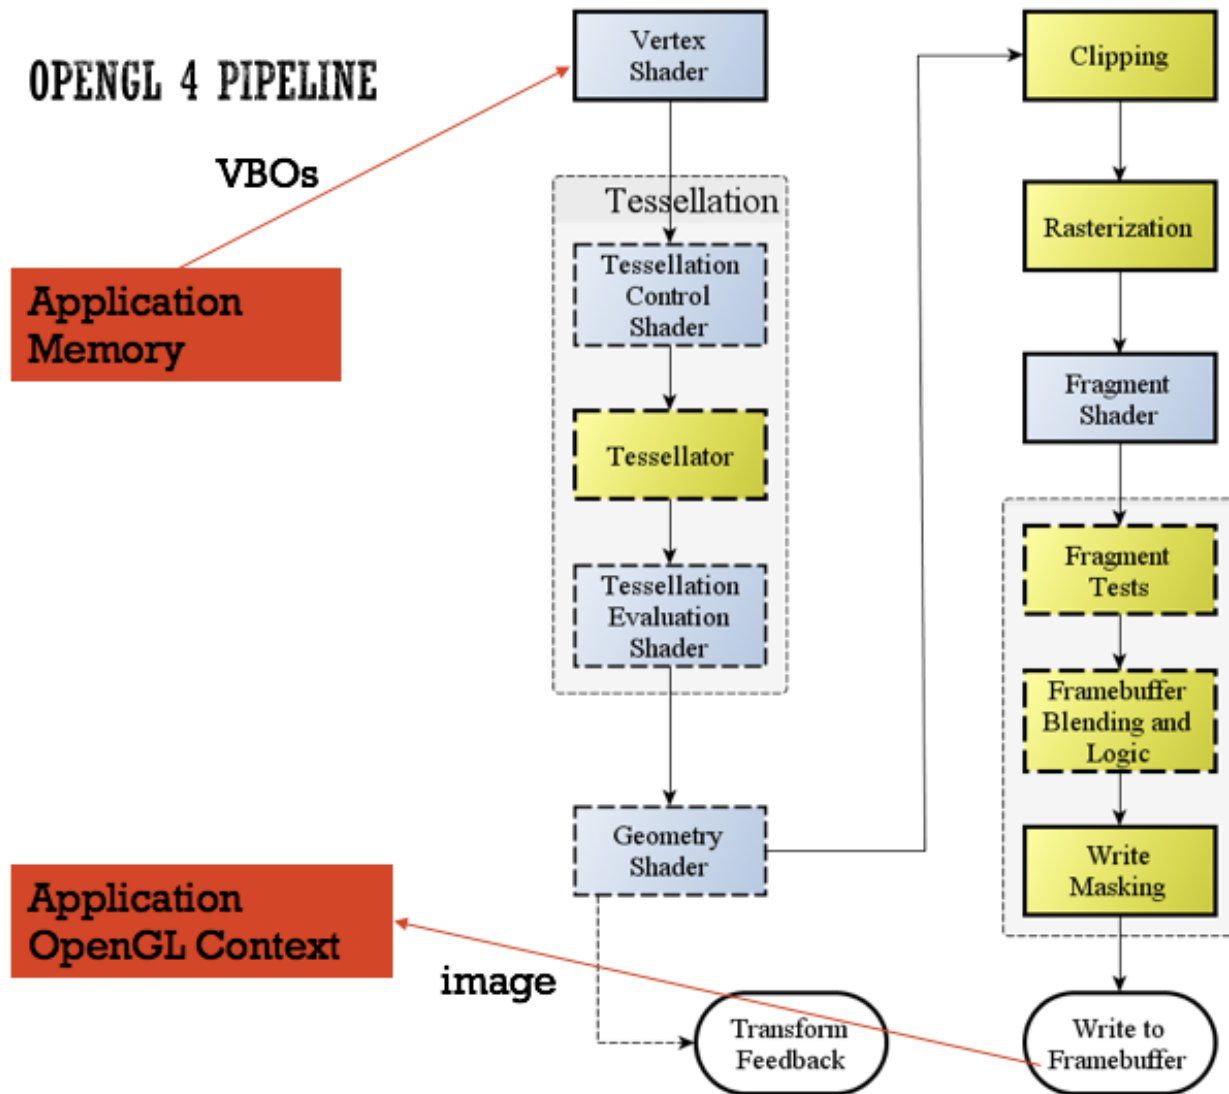 OPENGL 4 PIPELINE
VBOs
Application
Memory
Vertex
Shader
Tessellation
Tessellation
Control
Shader
Tessellator
Tessellation
Evaluation
Shader
Geometry
Shader
Transform
Feedback
Clipping
Rasterization
Fragment
Shader
Fragment
Tests
Framebuffer
Blending and
Logic
Write
Masking
Write to
Framebuffer
image
Application
OpenGL Context